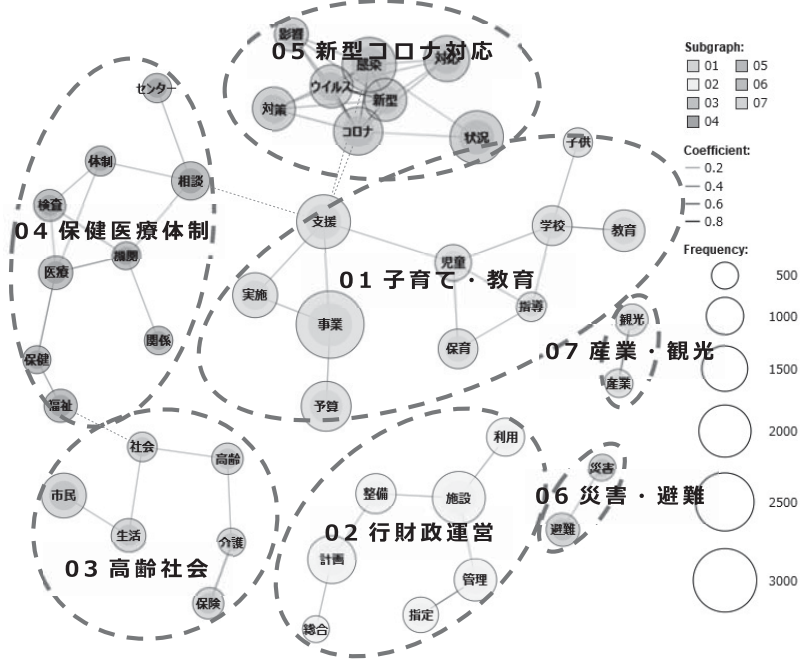 影響
05 新型コロナ対応
感染
対応
ウイルス
新型
対策
コロナ
状況
センター
体制
相談
検査
04 保健医療体制
機関
医療
関係
保健
福祉
子供
支援
学校
教育
児童
01 子育て・教育
実施
指導
事業
保育
予算
観光
07 産業・観光
産業
社会
高齢
市民
生活
介護
03 高齢社会
保険
利用
整備
施設
02 行財政運営
計画
管理
指定
総合
災害
06 災害・避難
避難
Subgraph:
01 05
02 06
03 07
04
Coefficient:
0.2
0.4
0.6
0.8
Frequency:
500
1000
1500
2000
2500
3000